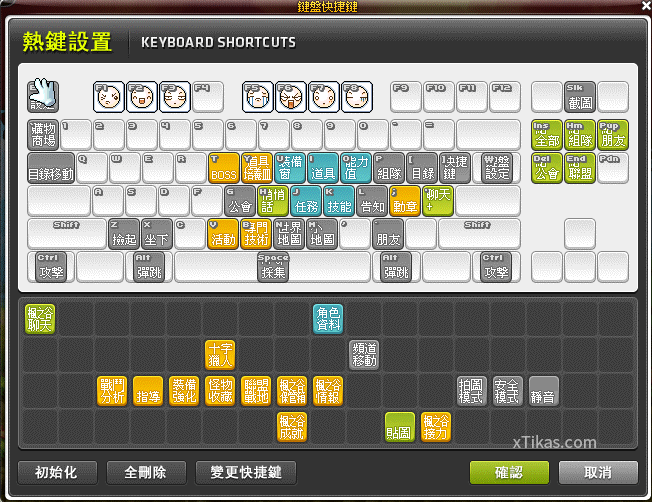 鍵盤快捷鍵
熱鍵設置 KEYBOARD SHORTCUTS
F1 F2 F3 F4 F5 F6 F7 F8 F9 F10 F11 F12 Slk 截圖
購物商場 1 2 3 4 5 6 7 8 9 0 - = Ins 全部 Hm 組隊 Pup 朋友
目錄移動 Q W E R T BOSS Y 道具 U 裝備窗 I 道具 O 能力值 P 組隊 [ 目錄 ] 快捷鍵 W 鍵盤設定 Del 公會 End 聯盟 Pdn
A S D F G 公會 H 悄悄話 J 任務 K 技能 L 告知 ; 勳章 聊天+
Shift Z 撿起 X 坐下 C V 活動 B 專門技術 N 世界地圖 M 小地圖 朋友 Shift
Ctrl 攻擊 Alt 彈跳 Space 採集 Alt 彈跳 Ctrl 攻擊
楓之谷聊天 角色資料
十字獵人 頻道移動
戰鬥分析 指導 裝備強化 怪物收藏 聯盟戰地 楓之谷保管箱 楓之谷情報 拍圖模式 安全模式 靜音
楓之谷成就 貼圖 楓之谷接力
xTikas.com
初始化 全刪除 變更快捷鍵 確認 取消